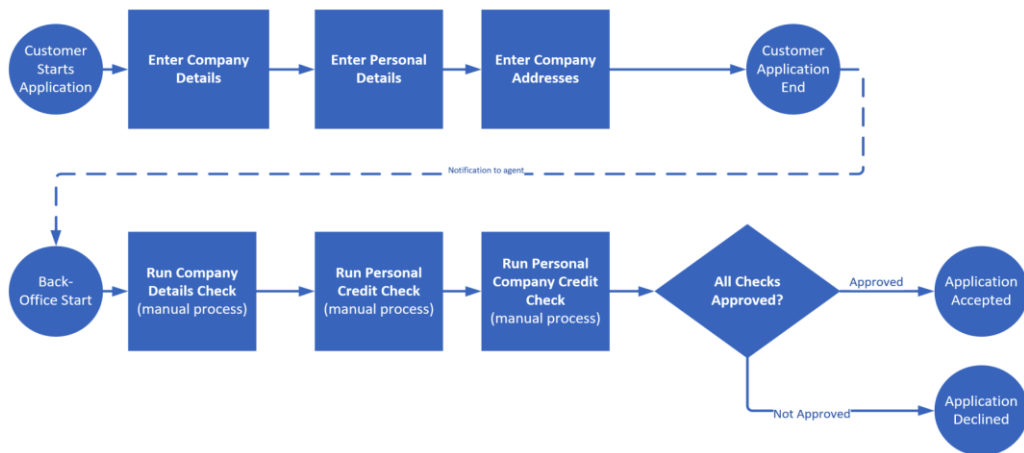 Customer
Starts
Application
Enter Company
Details
Enter Personal
Details
Enter Company
Addresses
Customer
Application
End
Notification to agent
Back-
Office Start
Run Company
Details Check
(manual process)
Run Personal
Credit Check
(manual process)
Run Personal
Company Credit
Check
(manual process)
All Checks
Approved?
Approved
Application
Accepted
Not Approved
Application
Declined